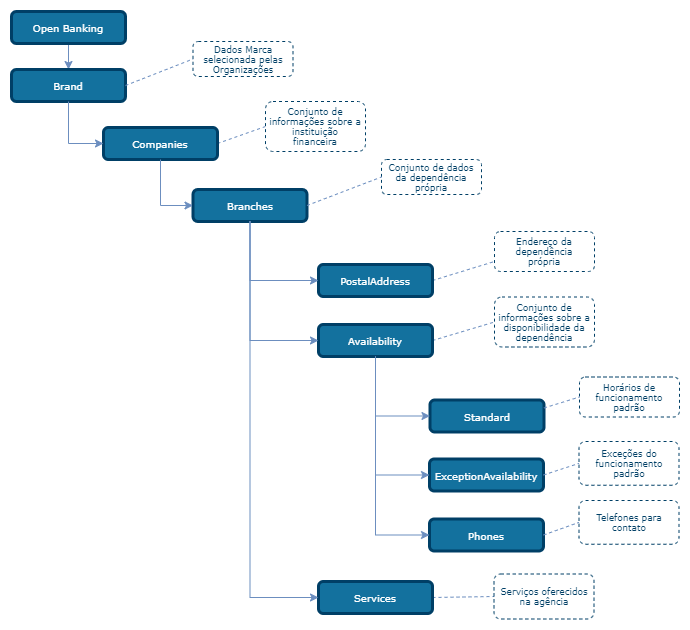 Open Banking
Dados Marca
selecionada pelas
Organizações
Brand
Conjunto de
informações sobre a
instituição
financeira
Companies
Conjunto de dados
da dependência
própria
Branches
Endereço da
dependência
própria
PostalAddress
Conjunto de
informações sobre a
disponibilidade da
dependência
Availability
Horários de
funcionamento
padrão
Standard
Exceções do
funcionamento
padrão
ExceptionAvailability
Telefones para
contato
Phones
Serviços oferecidos
na agência
Services